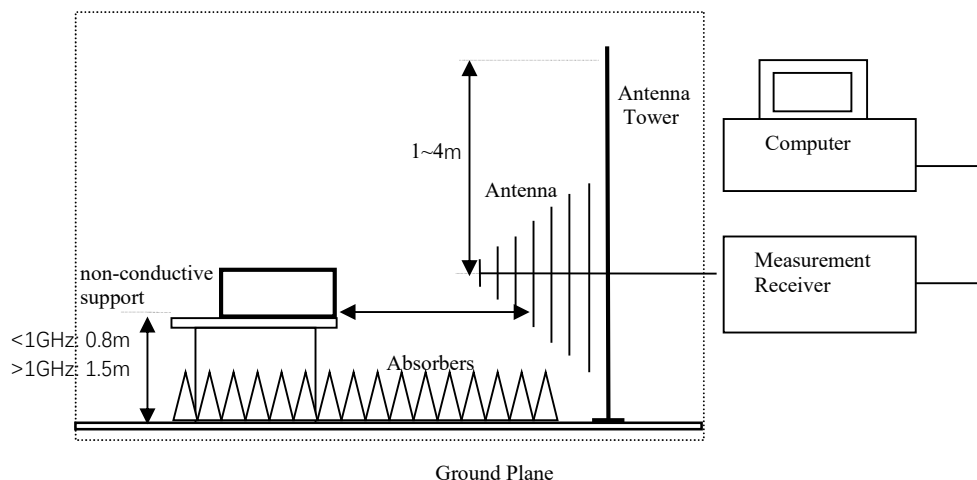 Antenna
Tower
Computer
1~4m
Antenna
non-conductive
support
Measurement
Receiver
<1GHz: 0.8m
>1GHz: 1.5m
Absorbers
Ground Plane